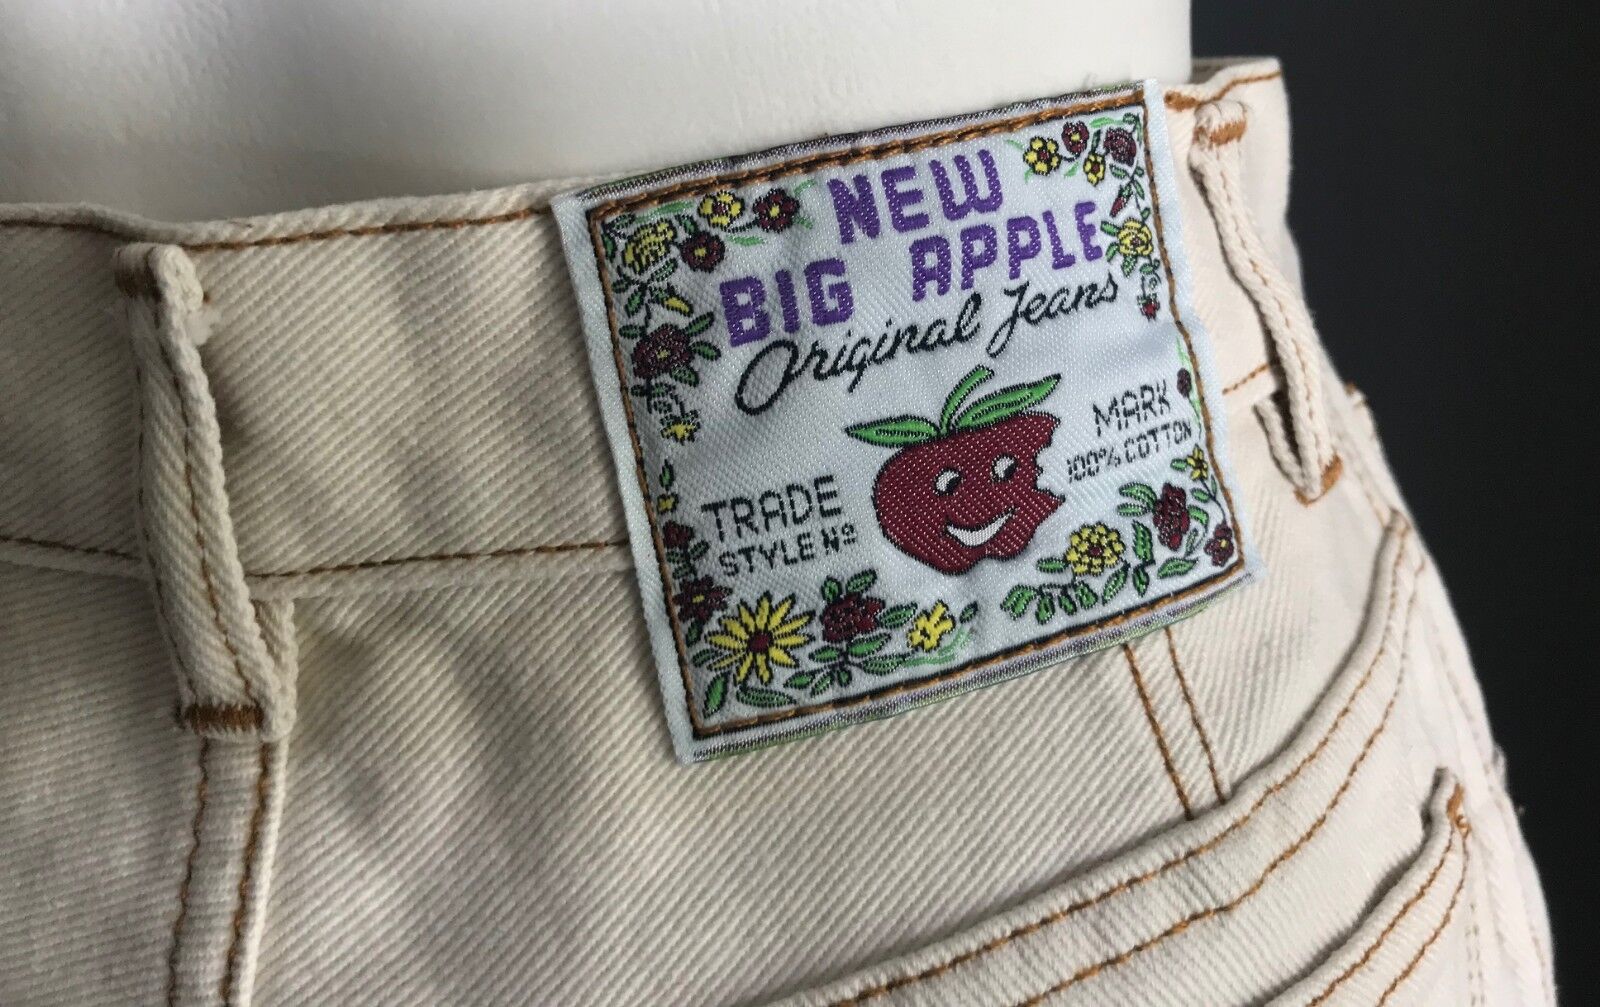 NEW
BIG APPLE
Original Jeans
TRADE MARK
STYLE Nº 100% COTTON